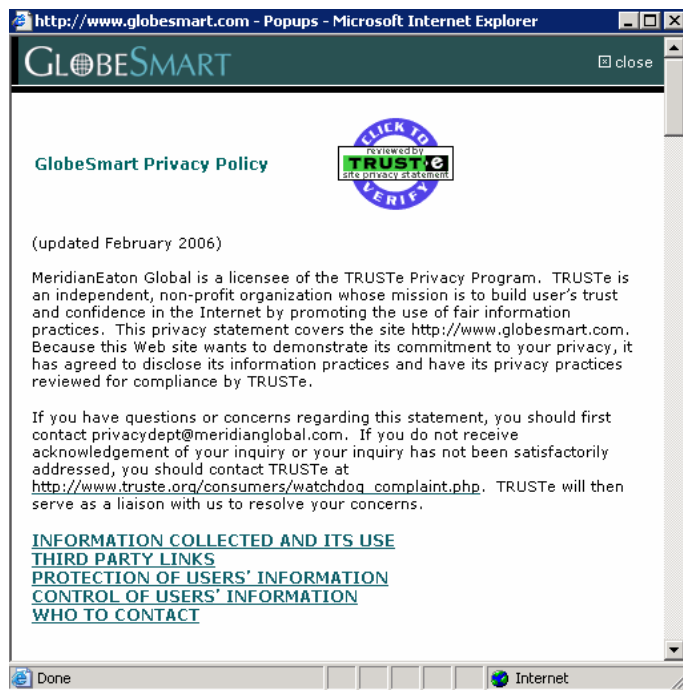 http://www.globesmart.com - Popups - Microsoft Internet Explorer
GLOBESMART
close
GlobeSmart Privacy Policy
CLICK TO
reviewed by
TRUSTe
site privacy statement
VERIFY
(updated February 2006)
MeridianEaton Global is a licensee of the TRUSTe Privacy Program. TRUSTe is
an independent, non-profit organization whose mission is to build user's trust
and confidence in the Internet by promoting the use of fair information
practices. This privacy statement covers the site http://www.globesmart.com.
Because this Web site wants to demonstrate its commitment to your privacy, it
has agreed to disclose its information practices and have its privacy practices
reviewed for compliance by TRUSTe.
If you have questions or concerns regarding this statement, you should first
contact privacydept@meridianglobal.com. If you do not receive
acknowledgement of your inquiry or your inquiry has not been satisfactorily
addressed, you should contact TRUSTe at
http://www.truste.org/consumers/watchdog_complaint.php. TRUSTe will then
serve as a liaison with us to resolve your concerns.
INFORMATION COLLECTED AND ITS USE
THIRD PARTY LINKS
PROTECTION OF USERS' INFORMATION
CONTROL OF USERS' INFORMATION
WHO TO CONTACT
Done
Internet